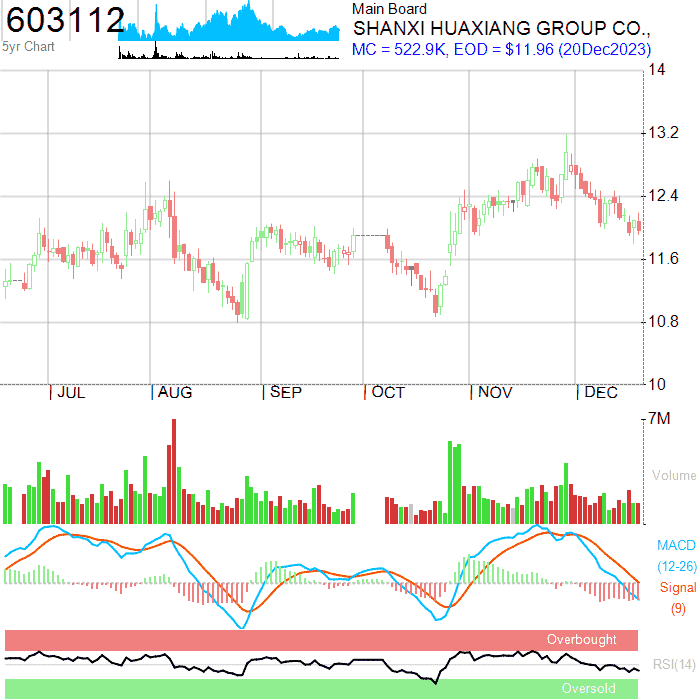 603112
Main Board
SHANXI HUAXIANG GROUP CO.,
5yr Chart
MC = 522.9K, EOD = $11.96 (20Dec2023)
14
13.2
12.4
11.6
10.8
10
JUL AUG SEP OCT NOV DEC
7M
Volume
MACD
(12-26)
Signal
(9)
Overbought
RSI(14)
Oversold